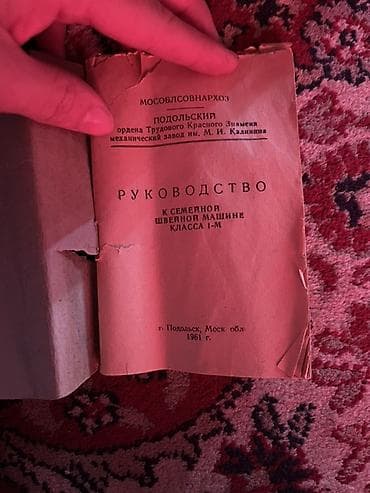 МОСОБЛСОВНАРХОЗ
ПОДОЛЬСКИЙ
ордена Трудового Красного Знамени
механический завод им. М. И. Калинина
РУКОВОДСТВО
К СЕМЕЙНОЙ
ШВЕЙНОЙ МАШИНЕ
КЛАССА 1-М
г. Подольск, Моск. обл
1961 г.